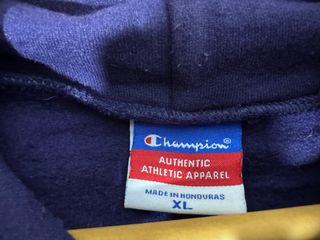 Champion®
AUTHENTIC
ATHLETIC APPAREL
MADE IN HONDURAS
XL